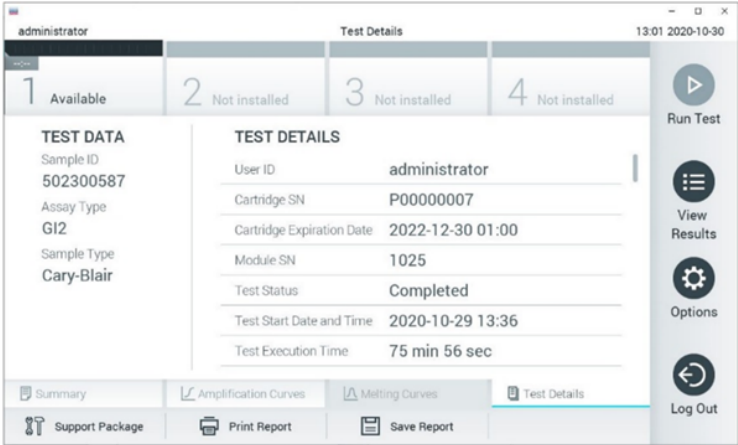 administrator Test Details 13:01 2020-10-30
--:--
1 Available 2 Not installed 3 Not installed 4 Not installed
Run Test
TEST DATA
Sample ID
502300587
Assay Type
GI2
Sample Type
Cary-Blair
TEST DETAILS
User ID administrator
Cartridge SN P00000007
Cartridge Expiration Date 2022-12-30 01:00
Module SN 1025
Test Status Completed
Test Start Date and Time 2020-10-29 13:36
Test Execution Time 75 min 56 sec
View
Results
Options
Log Out
Summary Amplification Curves Melting Curves Test Details
Support Package Print Report Save Report